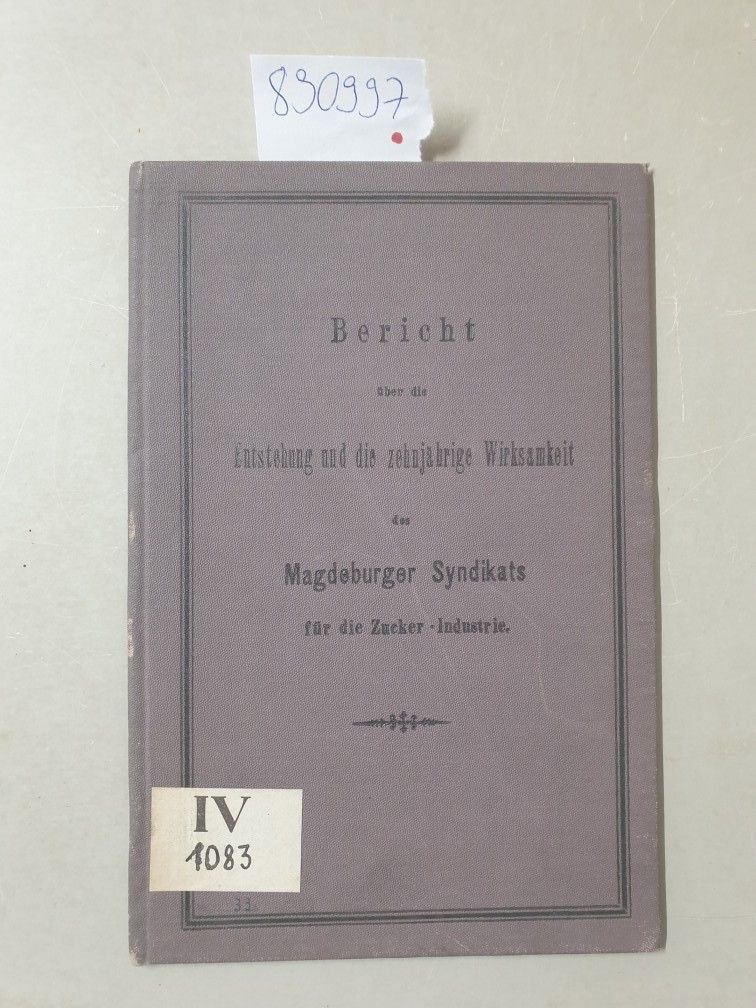 830997
Bericht
über die
Entstehung und die zehnjährige Wirksamkeit
des
Magdeburger Syndikats
für die Zucker-Industrie.
IV
1083
33